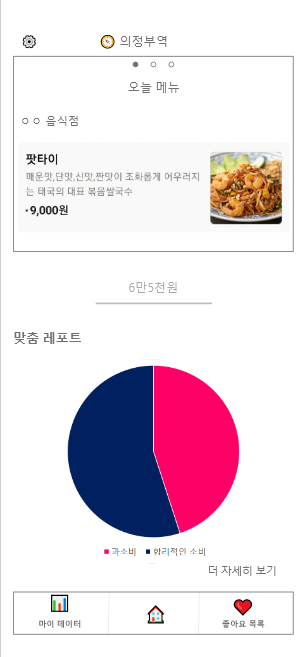 의정부역
오늘 메뉴
ㅇㅇ 음식점
팟타이
매운맛,단맛,신맛,짠맛이 조화롭게 어우러지
는 태국의 대표 볶음쌀국수
·9,000원
6만5천원
맞춤 레포트
과소비 합리적인 소비
더 자세히 보기
마이 데이터
좋아요 목록